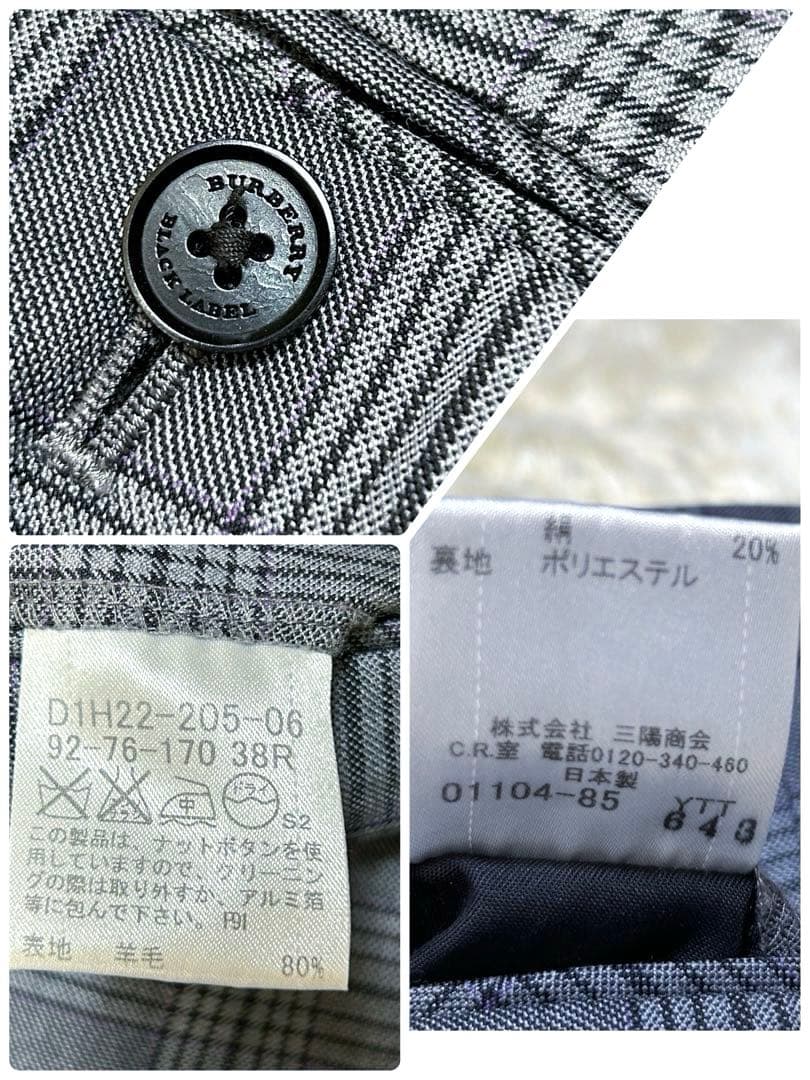 BURBERRY
BLACK LABEL
D1H22-205-06
92-76-170 38R
中
ドライ
S2
この製品は、ナットボタンを使
用していますので、クリーニン
グの際は取り外すか、アルミ箔
等に包んで下さい。 F91
表地 羊毛 80%
絹 20%
裏地 ポリエステル
株式会社 三陽商会
C.R.室 電話0120-340-460
日本製
01104-85 YTT
643